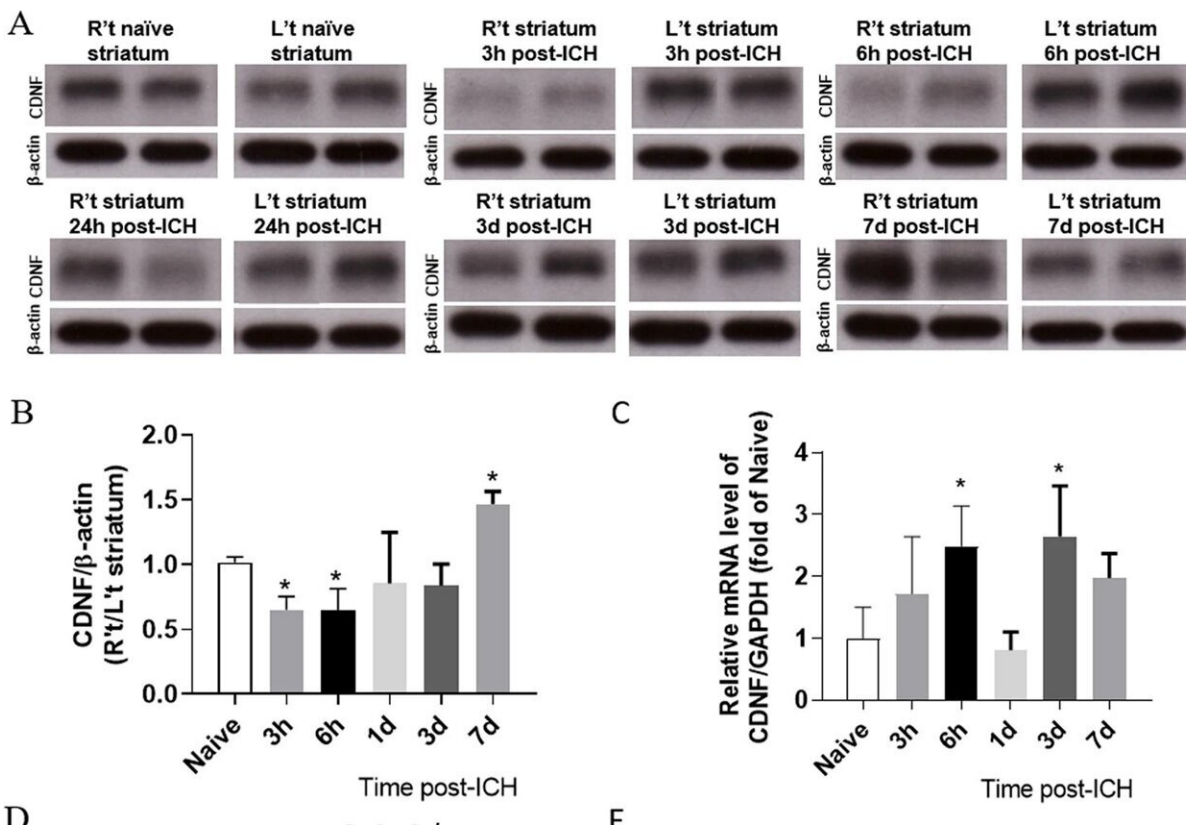 A
R't naïve
striatum
L't naïve
striatum
R't striatum
3h post-ICH
L't striatum
3h post-ICH
R't striatum
6h post-ICH
L't striatum
6h post-ICH
CDNF
CDNF
CDNF
β-actin
β-actin
β-actin
R't striatum
24h post-ICH
L't striatum
24h post-ICH
R't striatum
3d post-ICH
L't striatum
3d post-ICH
R't striatum
7d post-ICH
L't striatum
7d post-ICH
CDNF
CDNF
CDNF
β-actin
β-actin
β-actin
B
CDNF/β-actin
(R't/L't striatum)
2.0
1.5
1.0
0.5
0.0
*
*
*
Naive
3h
6h
1d
3d
7d
Time post-ICH
C
Relative mRNA level of
CDNF/GAPDH (fold of Naive)
4
3
2
1
0
*
*
Naive
3h
6h
1d
3d
7d
Time post-ICH
D